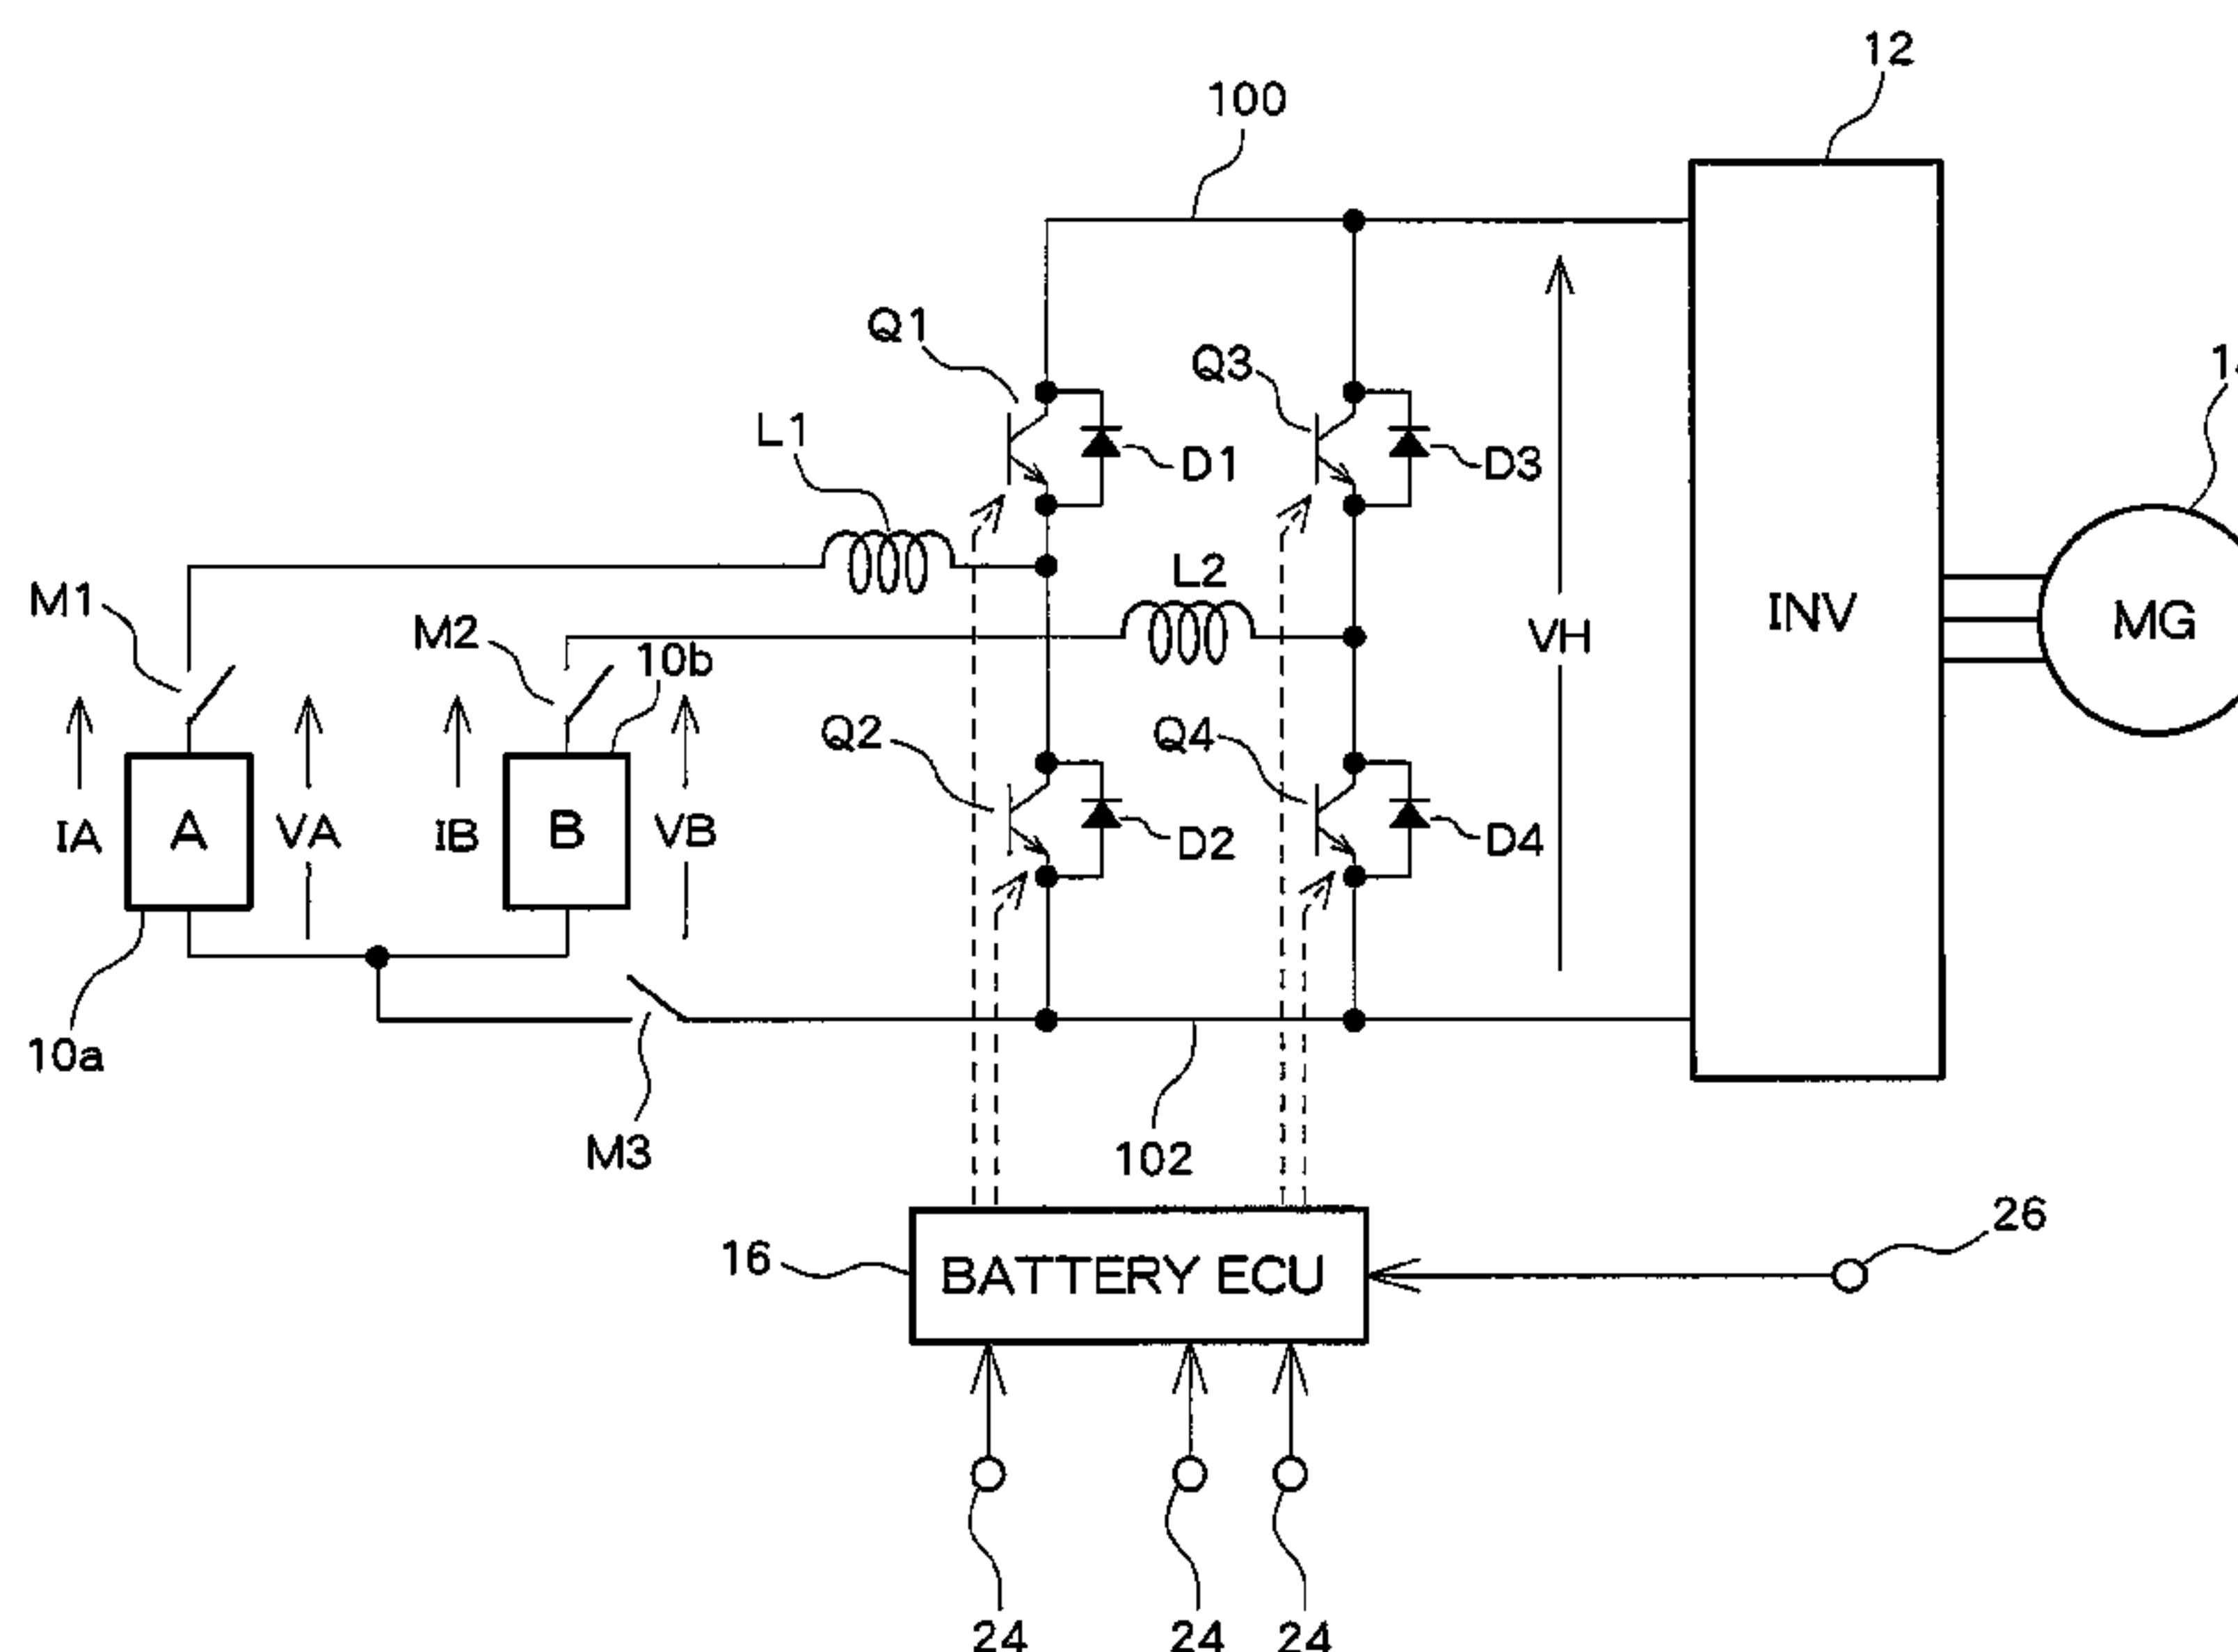 12
100
Q1
Q3
L1
D1
D3
L2
M1
M2
10b
VH
INV
MG
Q2
Q4
IA
A
VA
IB
B
VB
D2
D4
10a
M3
102
16
BATTERY ECU
26
24
24
24